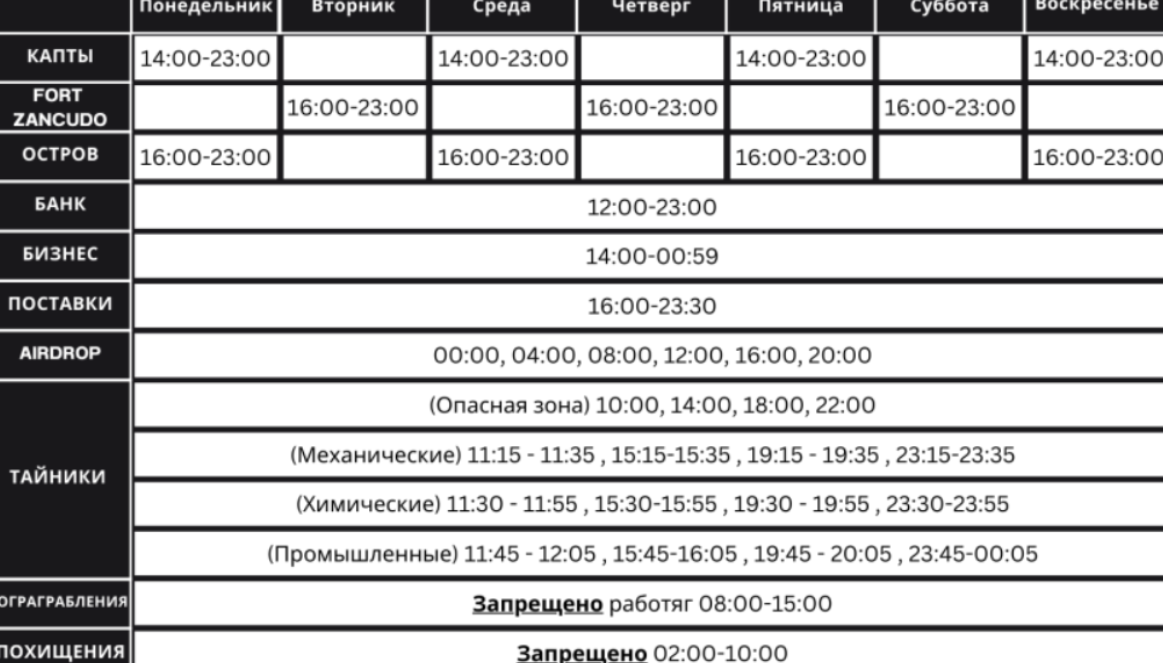 Понедельник Вторник Среда Четверг Пятница Суббота Воскресенье
КАПТЫ 14:00-23:00 14:00-23:00 14:00-23:00 14:00-23:00
FORT ZANCUDO 16:00-23:00 16:00-23:00 16:00-23:00
ОСТРОВ 16:00-23:00 16:00-23:00 16:00-23:00 16:00-23:00
БАНК 12:00-23:00
БИЗНЕС 14:00-00:59
ПОСТАВКИ 16:00-23:30
AIRDROP 00:00, 04:00, 08:00, 12:00, 16:00, 20:00
ТАЙНИКИ
(Опасная зона) 10:00, 14:00, 18:00, 22:00
(Механические) 11:15 - 11:35 , 15:15-15:35 , 19:15 - 19:35 , 23:15-23:35
(Химические) 11:30 - 11:55 , 15:30-15:55 , 19:30 - 19:55 , 23:30-23:55
(Промышленные) 11:45 - 12:05 , 15:45-16:05 , 19:45 - 20:05 , 23:45-00:05
ОГРАГРАБЛЕНИЯ Запрещено работяг 08:00-15:00
ПОХИЩЕНИЯ Запрещено 02:00-10:00